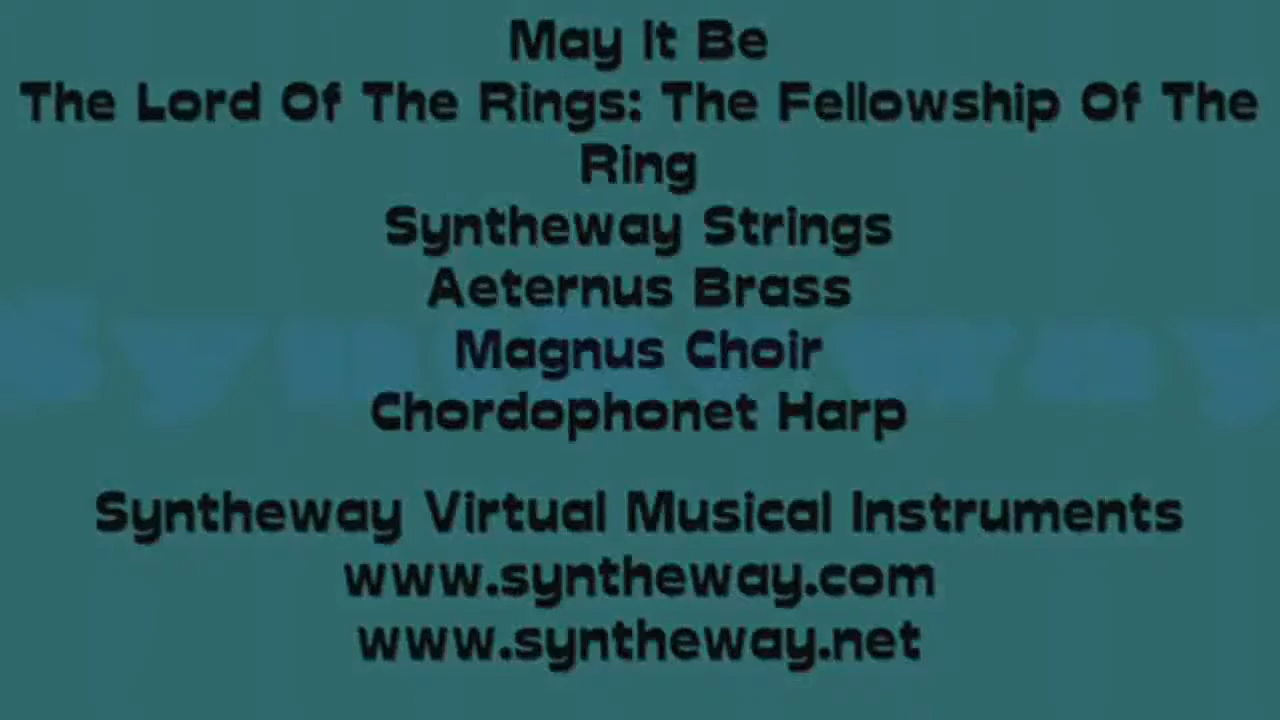 May It Be
The Lord Of The Rings: The Fellowship Of The
Ring
Syntheway Strings
Aeternus Brass
Magnus Choir
Chordophonet Harp
Syntheway Virtual Musical Instruments
www.syntheway.com
www.syntheway.net
Syntheway